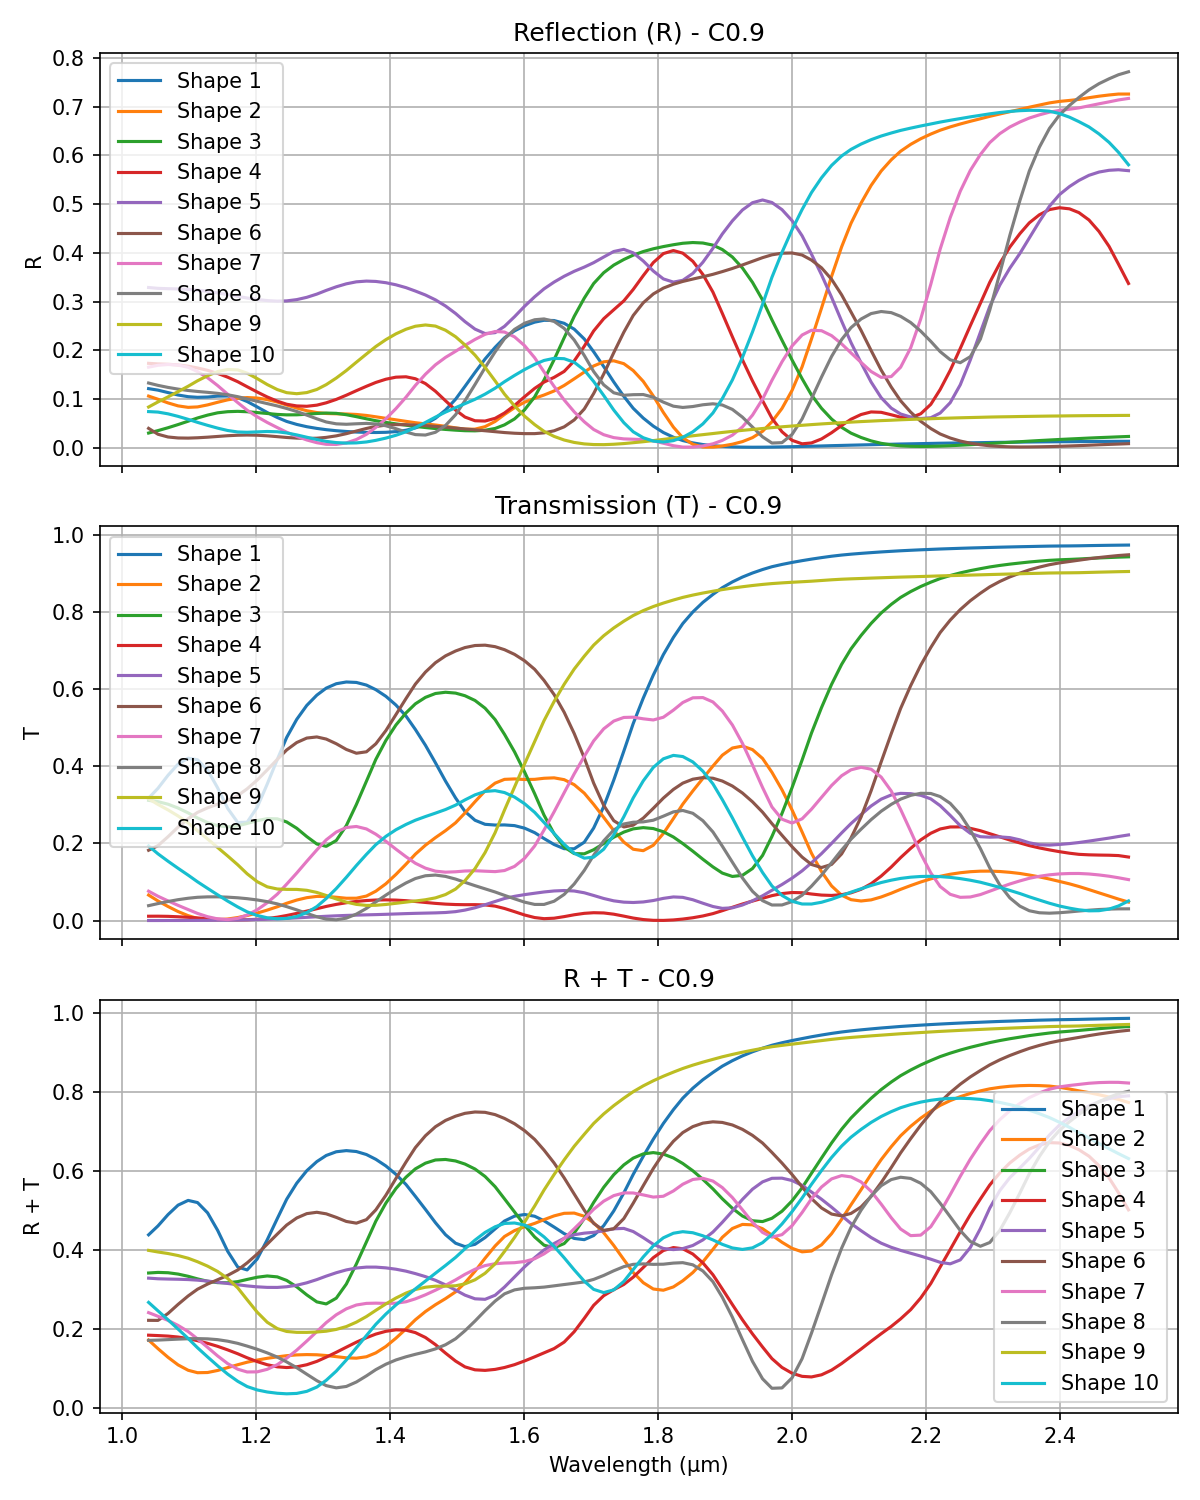 Reflection (R) - C0.9
0.8
0.7
0.6
0.5
0.4
0.3
0.2
0.1
0.0
R
Shape 1
Shape 2
Shape 3
Shape 4
Shape 5
Shape 6
Shape 7
Shape 8
Shape 9
Shape 10
Transmission (T) - C0.9
1.0
0.8
0.6
0.4
0.2
0.0
T
Shape 1
Shape 2
Shape 3
Shape 4
Shape 5
Shape 6
Shape 7
Shape 8
Shape 9
Shape 10
R + T - C0.9
1.0
0.8
0.6
0.4
0.2
0.0
R + T
Shape 1
Shape 2
Shape 3
Shape 4
Shape 5
Shape 6
Shape 7
Shape 8
Shape 9
Shape 10
1.0 1.2 1.4 1.6 1.8 2.0 2.2 2.4
Wavelength (μm)